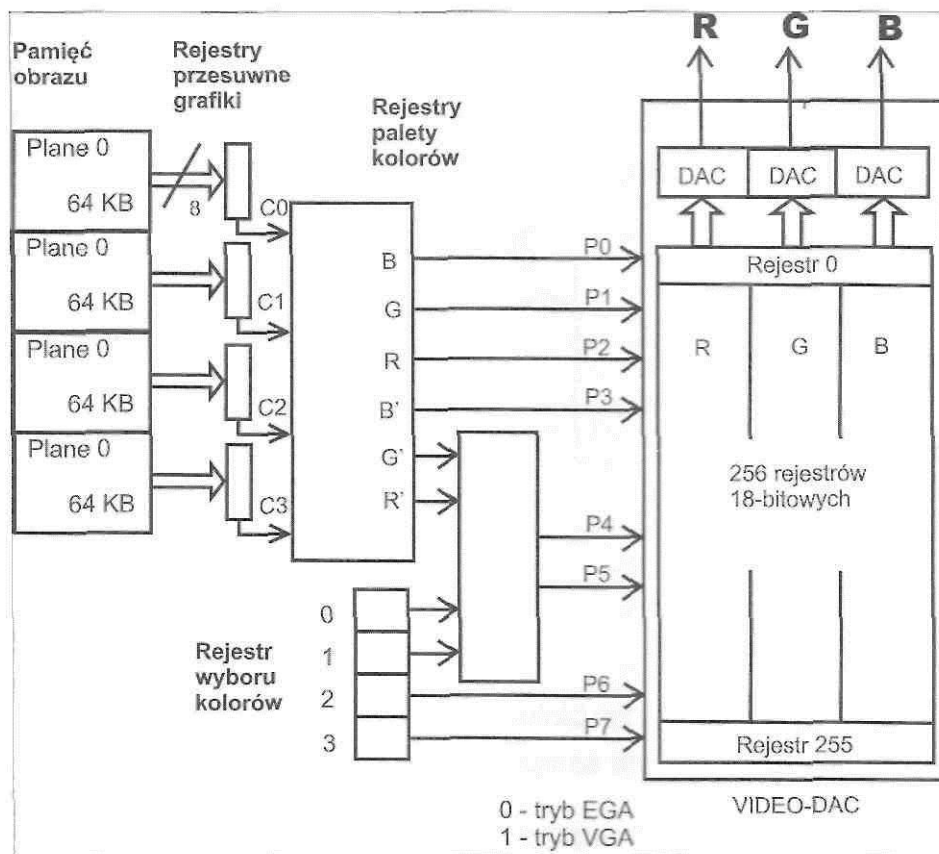 Pamięć
obrazu
Rejestry
przesuwne
grafiki
Rejestry
palety
kolorów
R G B
DAC DAC DAC
Plane 0
64 KB
Plane 0
64 KB
Plane 0
64 KB
Plane 0
64 KB
8
C0
C1
C2
C3
B
G
R
B'
G'
R'
P0
P1
P2
P3
P4
P5
P6
P7
Rejestr 0
R G B
256 rejestrów
18-bitowych
Rejestr 255
VIDEO-DAC
Rejestr
wyboru
kolorów
0
1
2
3
0 - tryb EGA
1 - tryb VGA